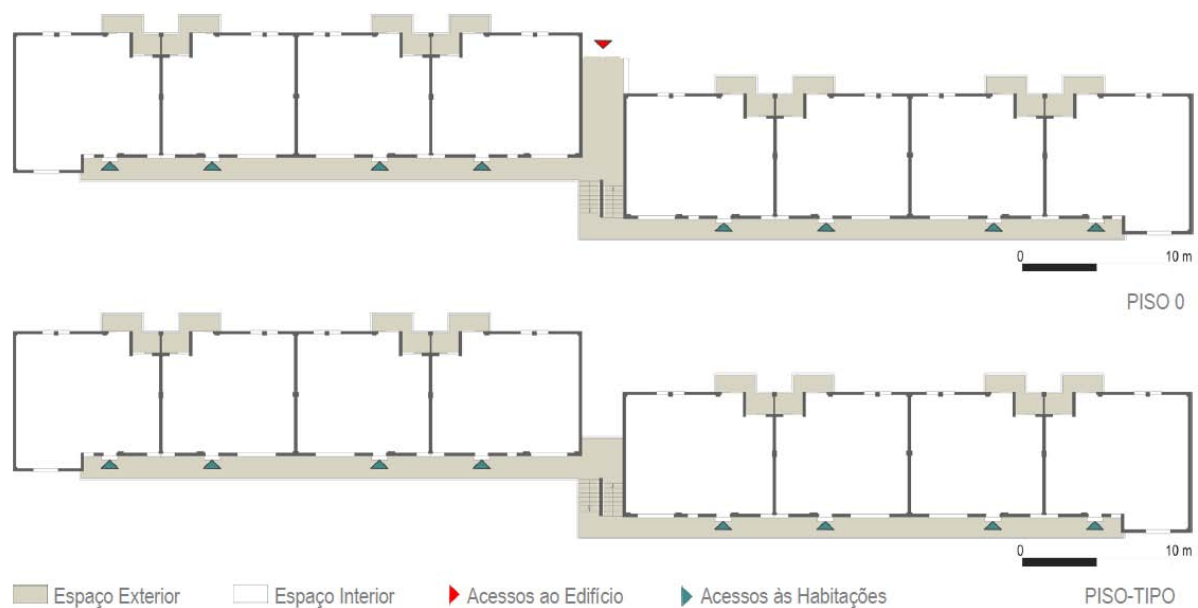 0 10 m
PISO 0
0 10 m
Espaço Exterior Espaço Interior Acessos ao Edifício Acessos às Habitações PISO-TIPO